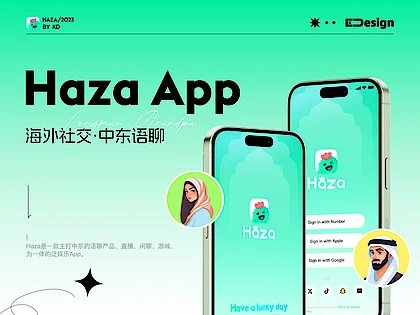 HAZA/2023
BY KD
Design
Haza App
海外社交·中东语聊
Haza是一款主打中东的语聊产品、直播、闲聊、游戏、
为一体的泛娱乐App。
Haza
Have a lucky day
Haza
Sign in with Number
Sign in with Apple
Sign in with Google